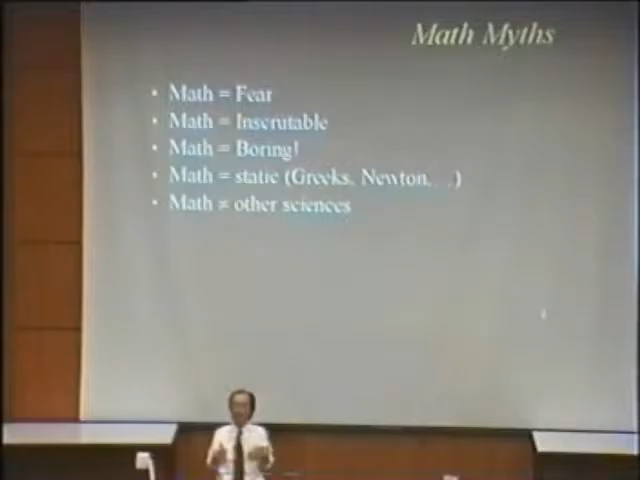 Math Myths
• Math = Fear
• Math = Inscrutable
• Math = Boring!
• Math = static (Greeks, Newton, …)
• Math ≠ other sciences